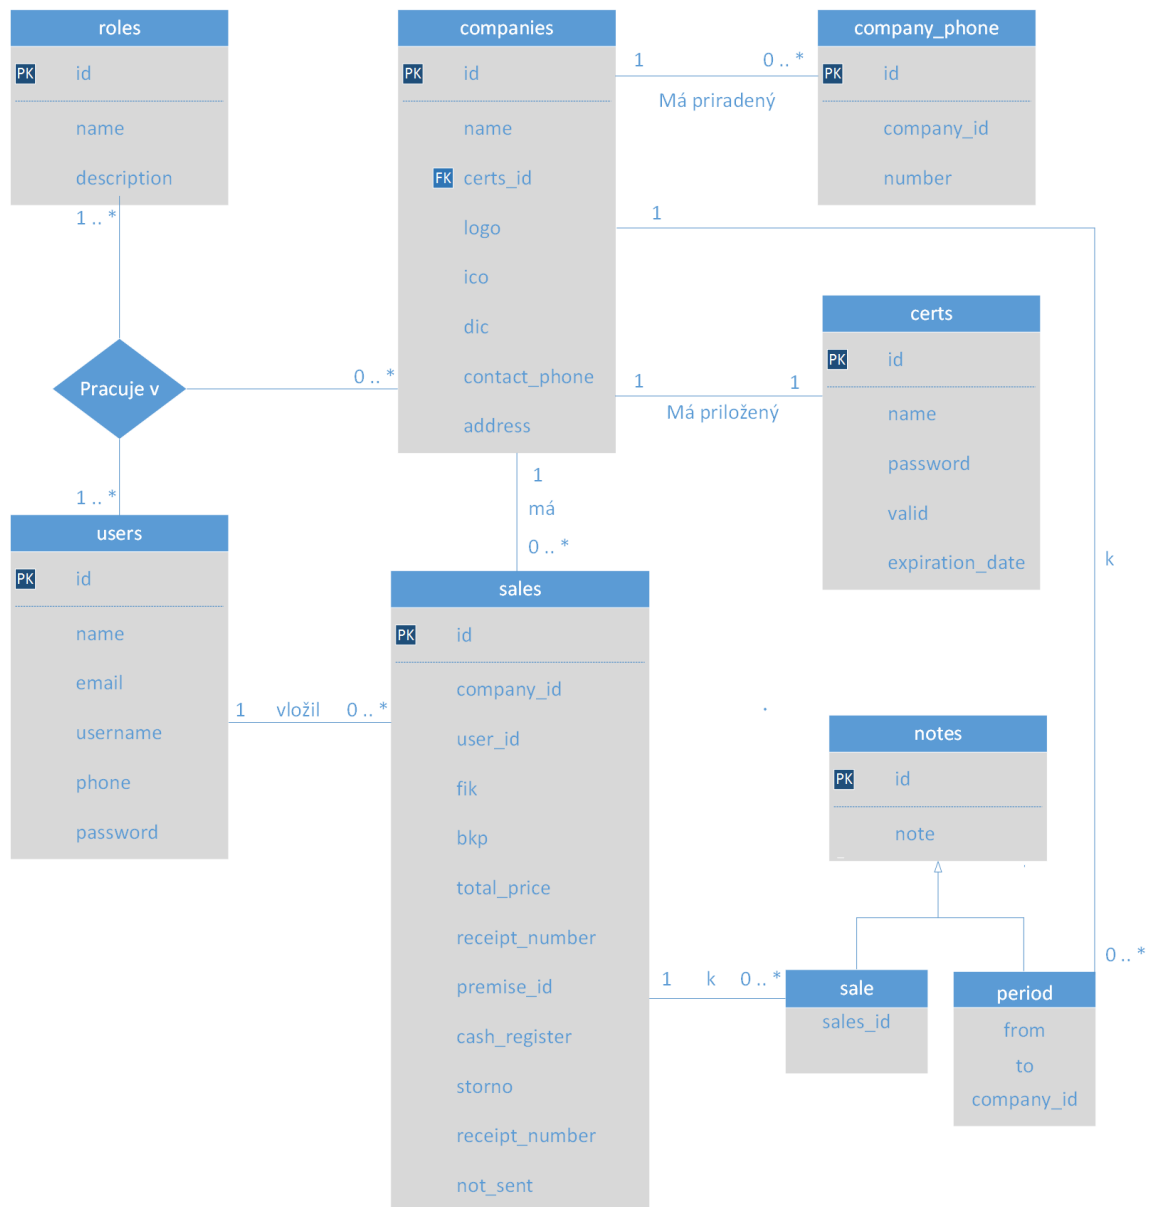 roles
PK id
name
description
1 .. *
Pracuje v
0 .. *
1 .. *
users
PK id
name
email
username
phone
password
1 vložil 0 .. *
companies
PK id
name
FK certs_id
logo
ico
dic
contact_phone
address
1
má
0 .. *
sales
PK id
company_id
user_id
fik
bkp
total_price
receipt_number
premise_id
cash_register
storno
receipt_number
not_sent
1 0 .. *
Má priradený
company_phone
PK id
company_id
number
1
k
0 .. *
1 1
Má priložený
certs
PK id
name
password
valid
expiration_date
notes
PK id
note
1 k 0 .. *
sale
sales_id
period
from
to
company_id